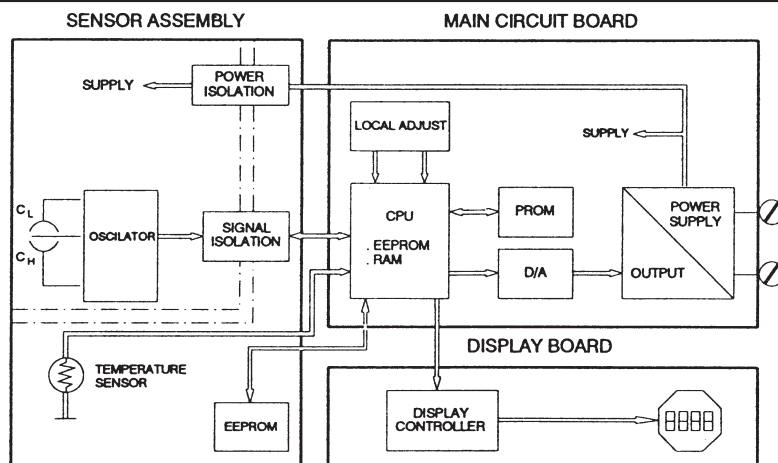 SENSOR ASSEMBLY
MAIN CIRCUIT BOARD
SUPPLY
POWER
ISOLATION
LOCAL ADJUST
SUPPLY
CL
CH
OSCILATOR
SIGNAL
ISOLATION
CPU
. EEPROM
. RAM
PROM
D/A
POWER
SUPPLY
OUTPUT
TEMPERATURE
SENSOR
EEPROM
DISPLAY BOARD
DISPLAY
CONTROLLER
8888